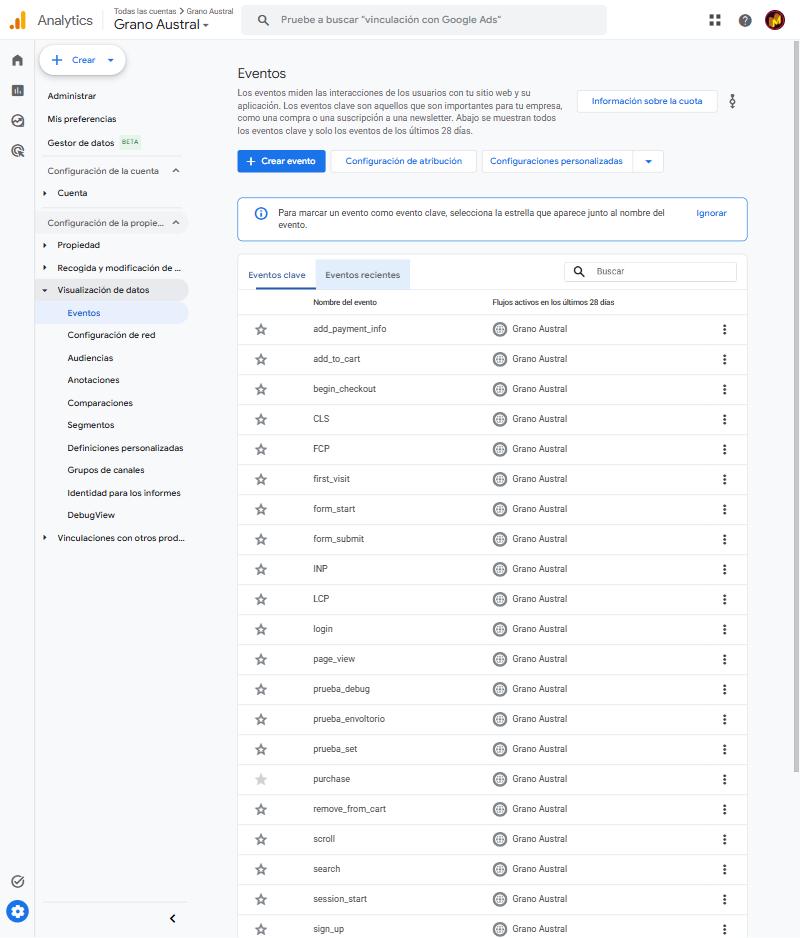 Analytics
Todas las cuentas > Grano Austral
Grano Austral
Pruebe a buscar "vinculación con Google Ads"
Crear
Administrar
Mis preferencias
Gestor de datos BETA
Configuración de la cuenta
Cuenta
Configuración de la propie...
Propiedad
Recogida y modificación de ...
Visualización de datos
Eventos
Configuración de red
Audiencias
Anotaciones
Comparaciones
Segmentos
Definiciones personalizadas
Grupos de canales
Identidad para los informes
DebugView
Vinculaciones con otros prod...
Eventos
Los eventos miden las interacciones de los usuarios con tu sitio web y su
aplicación. Los eventos clave son aquellos que son importantes para tu empresa,
como una compra o una suscripción a una newsletter. Abajo se muestran todos
los eventos clave y solo los eventos de los últimos 28 días.
Información sobre la cuota
Crear evento
Configuración de atribución
Configuraciones personalizadas
Para marcar un evento como evento clave, selecciona la estrella que aparece junto al nombre del
evento.
Ignorar
Eventos clave
Eventos recientes
Buscar
Nombre del evento Flujos activos en los últimos 28 días
add_payment_info Grano Austral
add_to_cart Grano Austral
begin_checkout Grano Austral
CLS Grano Austral
FCP Grano Austral
first_visit Grano Austral
form_start Grano Austral
form_submit Grano Austral
INP Grano Austral
LCP Grano Austral
login Grano Austral
page_view Grano Austral
prueba_debug Grano Austral
prueba_envoltorio Grano Austral
prueba_set Grano Austral
purchase Grano Austral
remove_from_cart Grano Austral
scroll Grano Austral
search Grano Austral
session_start Grano Austral
sign_up Grano Austral